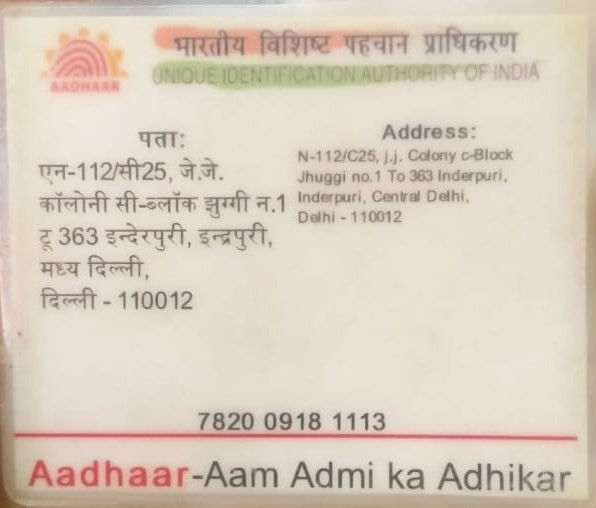 भारतीय विशिष्ट पहचान प्राधिकरण
UNIQUE IDENTIFICATION AUTHORITY OF INDIA
AADHAAR
पता:
एन-112/सी25, जे.जे.
कॉलोनी सी-ब्लॉक झुग्गी न.1
टू 363 इन्देरपुरी, इन्द्रपुरी,
मध्य दिल्ली,
दिल्ली - 110012
Address:
N-112/C25, j.j. Colony c-Block
Jhuggi no.1 To 363 Inderpuri,
Inderpuri, Central Delhi,
Delhi - 110012
7820 0918 1113
Aadhaar-Aam Admi ka Adhikar